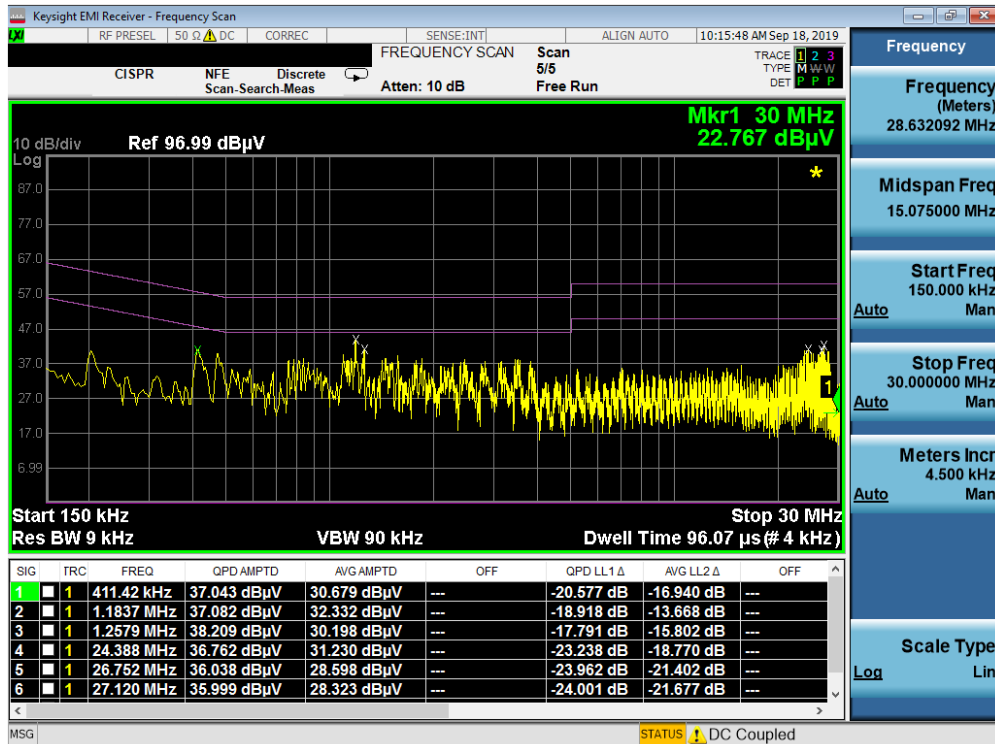 Keysight EMI Receiver - Frequency Scan
LXI RF PRESEL 50 Ω DC CORREC SENSE:INT ALIGN AUTO 10:15:48 AM Sep 18, 2019
FREQUENCY SCAN Scan TRACE 1 2 3
CISPR NFE Discrete 5/5 TYPE M W W
Scan-Search-Meas Atten: 10 dB Free Run DET P P P
Mkr1 30 MHz
10 dB/div Ref 96.99 dBµV 22.767 dBµV
Log
*
87.0
77.0
67.0
57.0
47.0
37.0
27.0
1
17.0
6.99
Start 150 kHz Stop 30 MHz
Res BW 9 kHz VBW 90 kHz Dwell Time 96.07 µs (# 4 kHz)
SIG TRC FREQ QPD AMPTD AVG AMPTD OFF QPD LL1 Δ AVG LL2 Δ OFF
1 1 411.42 kHz 37.043 dBµV 30.679 dBµV --- -20.577 dB -16.940 dB ---
2 1 1.1837 MHz 37.082 dBµV 32.332 dBµV --- -18.918 dB -13.668 dB ---
3 1 1.2579 MHz 38.209 dBµV 30.198 dBµV --- -17.791 dB -15.802 dB ---
4 1 24.388 MHz 36.762 dBµV 31.230 dBµV --- -23.238 dB -18.770 dB ---
5 1 26.752 MHz 36.038 dBµV 28.598 dBµV --- -23.962 dB -21.402 dB ---
6 1 27.120 MHz 35.999 dBµV 28.323 dBµV --- -24.001 dB -21.677 dB ---
MSG STATUS DC Coupled
Frequency
Frequency
(Meters)
28.632092 MHz
Midspan Freq
15.075000 MHz
Start Freq
150.000 kHz
Auto Man
Stop Freq
30.000000 MHz
Auto Man
Meters Incr
4.500 kHz
Auto Man
Scale Type
Log Lin